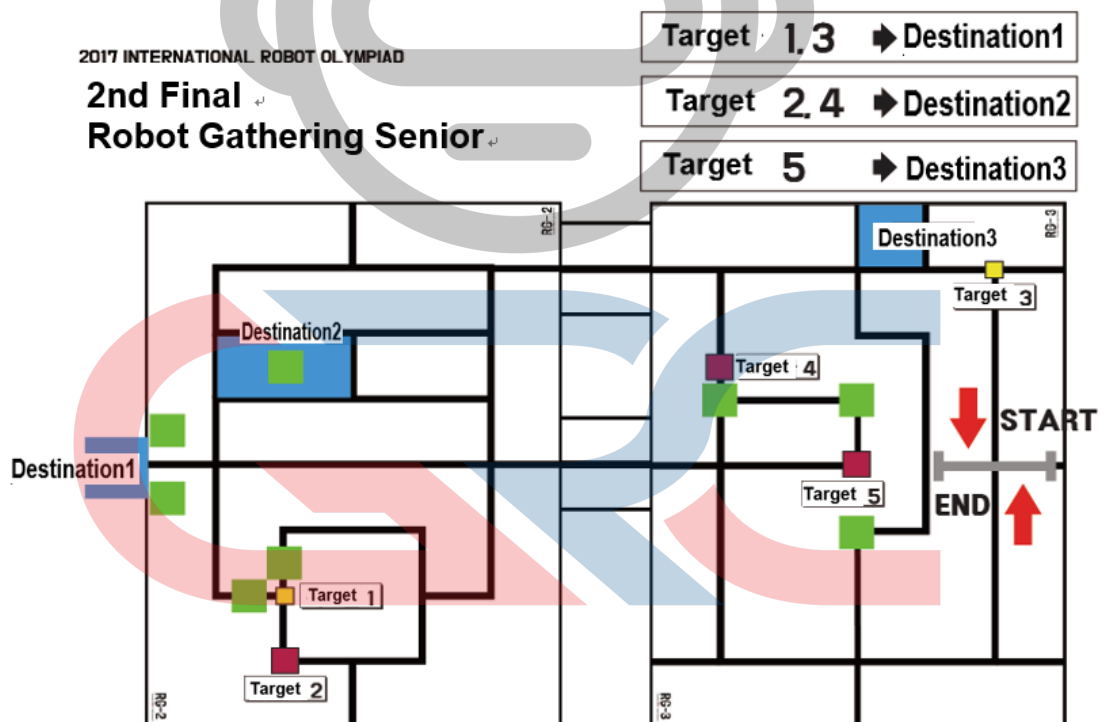 2017 INTERNATIONAL ROBOT OLYMPIAD
2nd Final
Robot Gathering Senior
Target 1,3 Destination1
Target 2,4 Destination2
Target 5 Destination3
RG-2
RG-3
Destination3
Target 3
Destination2
Target 4
START
Destination1
Target 5
END
Target 1
Target 2
RG-2
RG-3